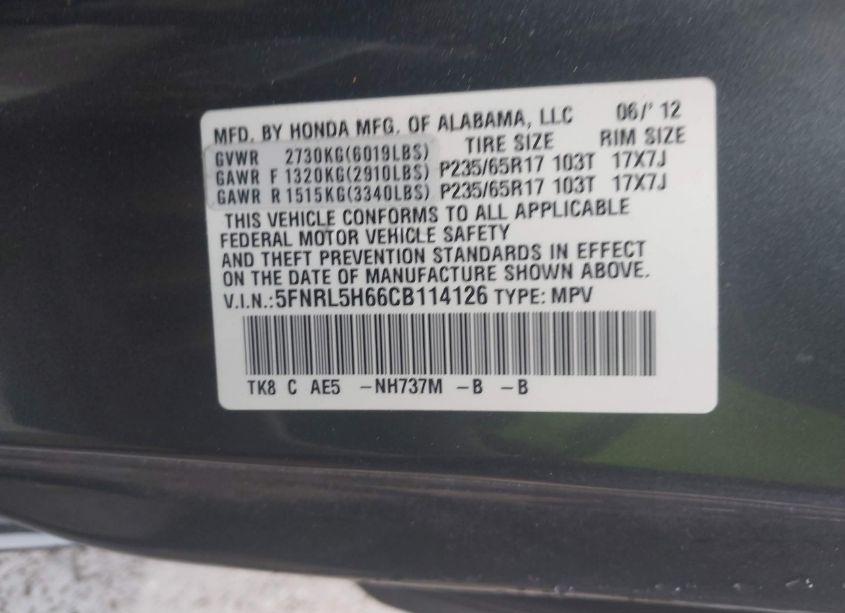 MFD. BY HONDA MFG. OF ALABAMA, LLC 06/' 12
GVWR 2730KG(6019LBS) TIRE SIZE RIM SIZE
GAWR F 1320KG(2910LBS) P235/65R17 103T 17X7J
GAWR R 1515KG(3340LBS) P235/65R17 103T 17X7J
THIS VEHICLE CONFORMS TO ALL APPLICABLE
FEDERAL MOTOR VEHICLE SAFETY
AND THEFT PREVENTION STANDARDS IN EFFECT
ON THE DATE OF MANUFACTURE SHOWN ABOVE.
V.I.N.:5FNRL5H66CB114126 TYPE: MPV
TK8 C AE5 -NH737M -B -B